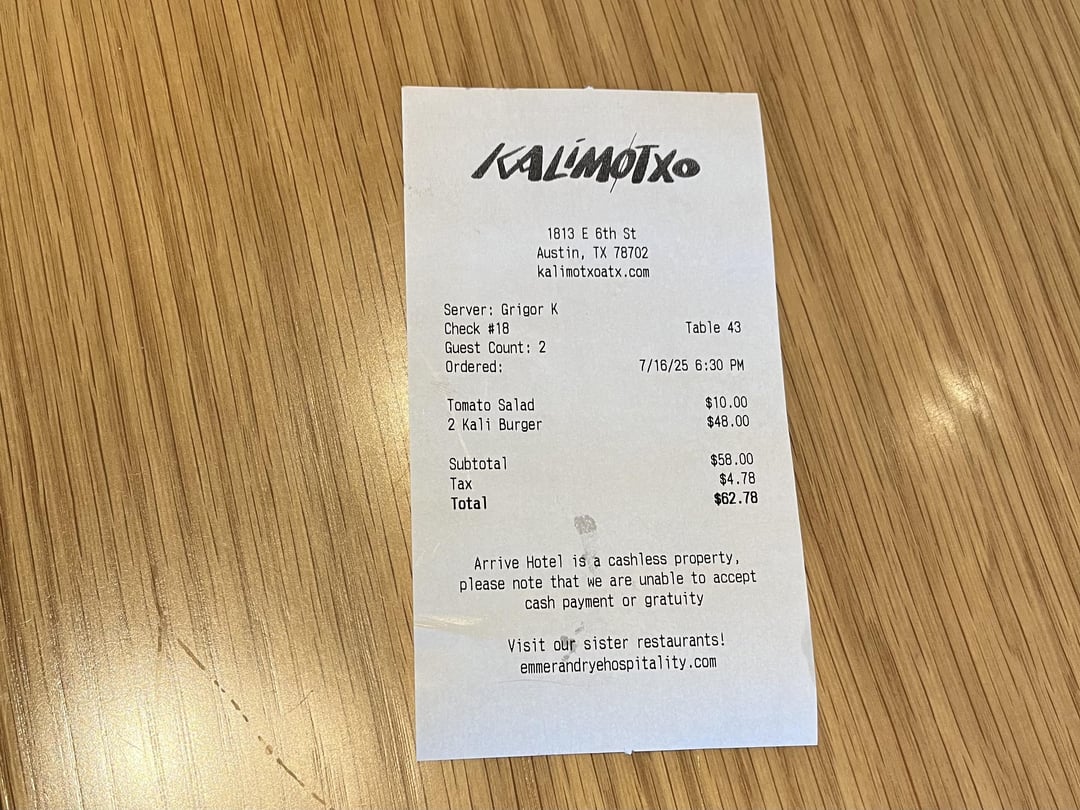 KALÍMOTXO
1813 E 6th St
Austin, TX 78702
kalimotxoatx.com
Server: Grigor K
Check #18 Table 43
Guest Count: 2
Ordered: 7/16/25 6:30 PM
Tomato Salad $10.00
2 Kali Burger $48.00
Subtotal $58.00
Tax $4.78
Total $62.78
Arrive Hotel is a cashless property,
please note that we are unable to accept
cash payment or gratuity
Visit our sister restaurants!
emmerandryehospitality.com